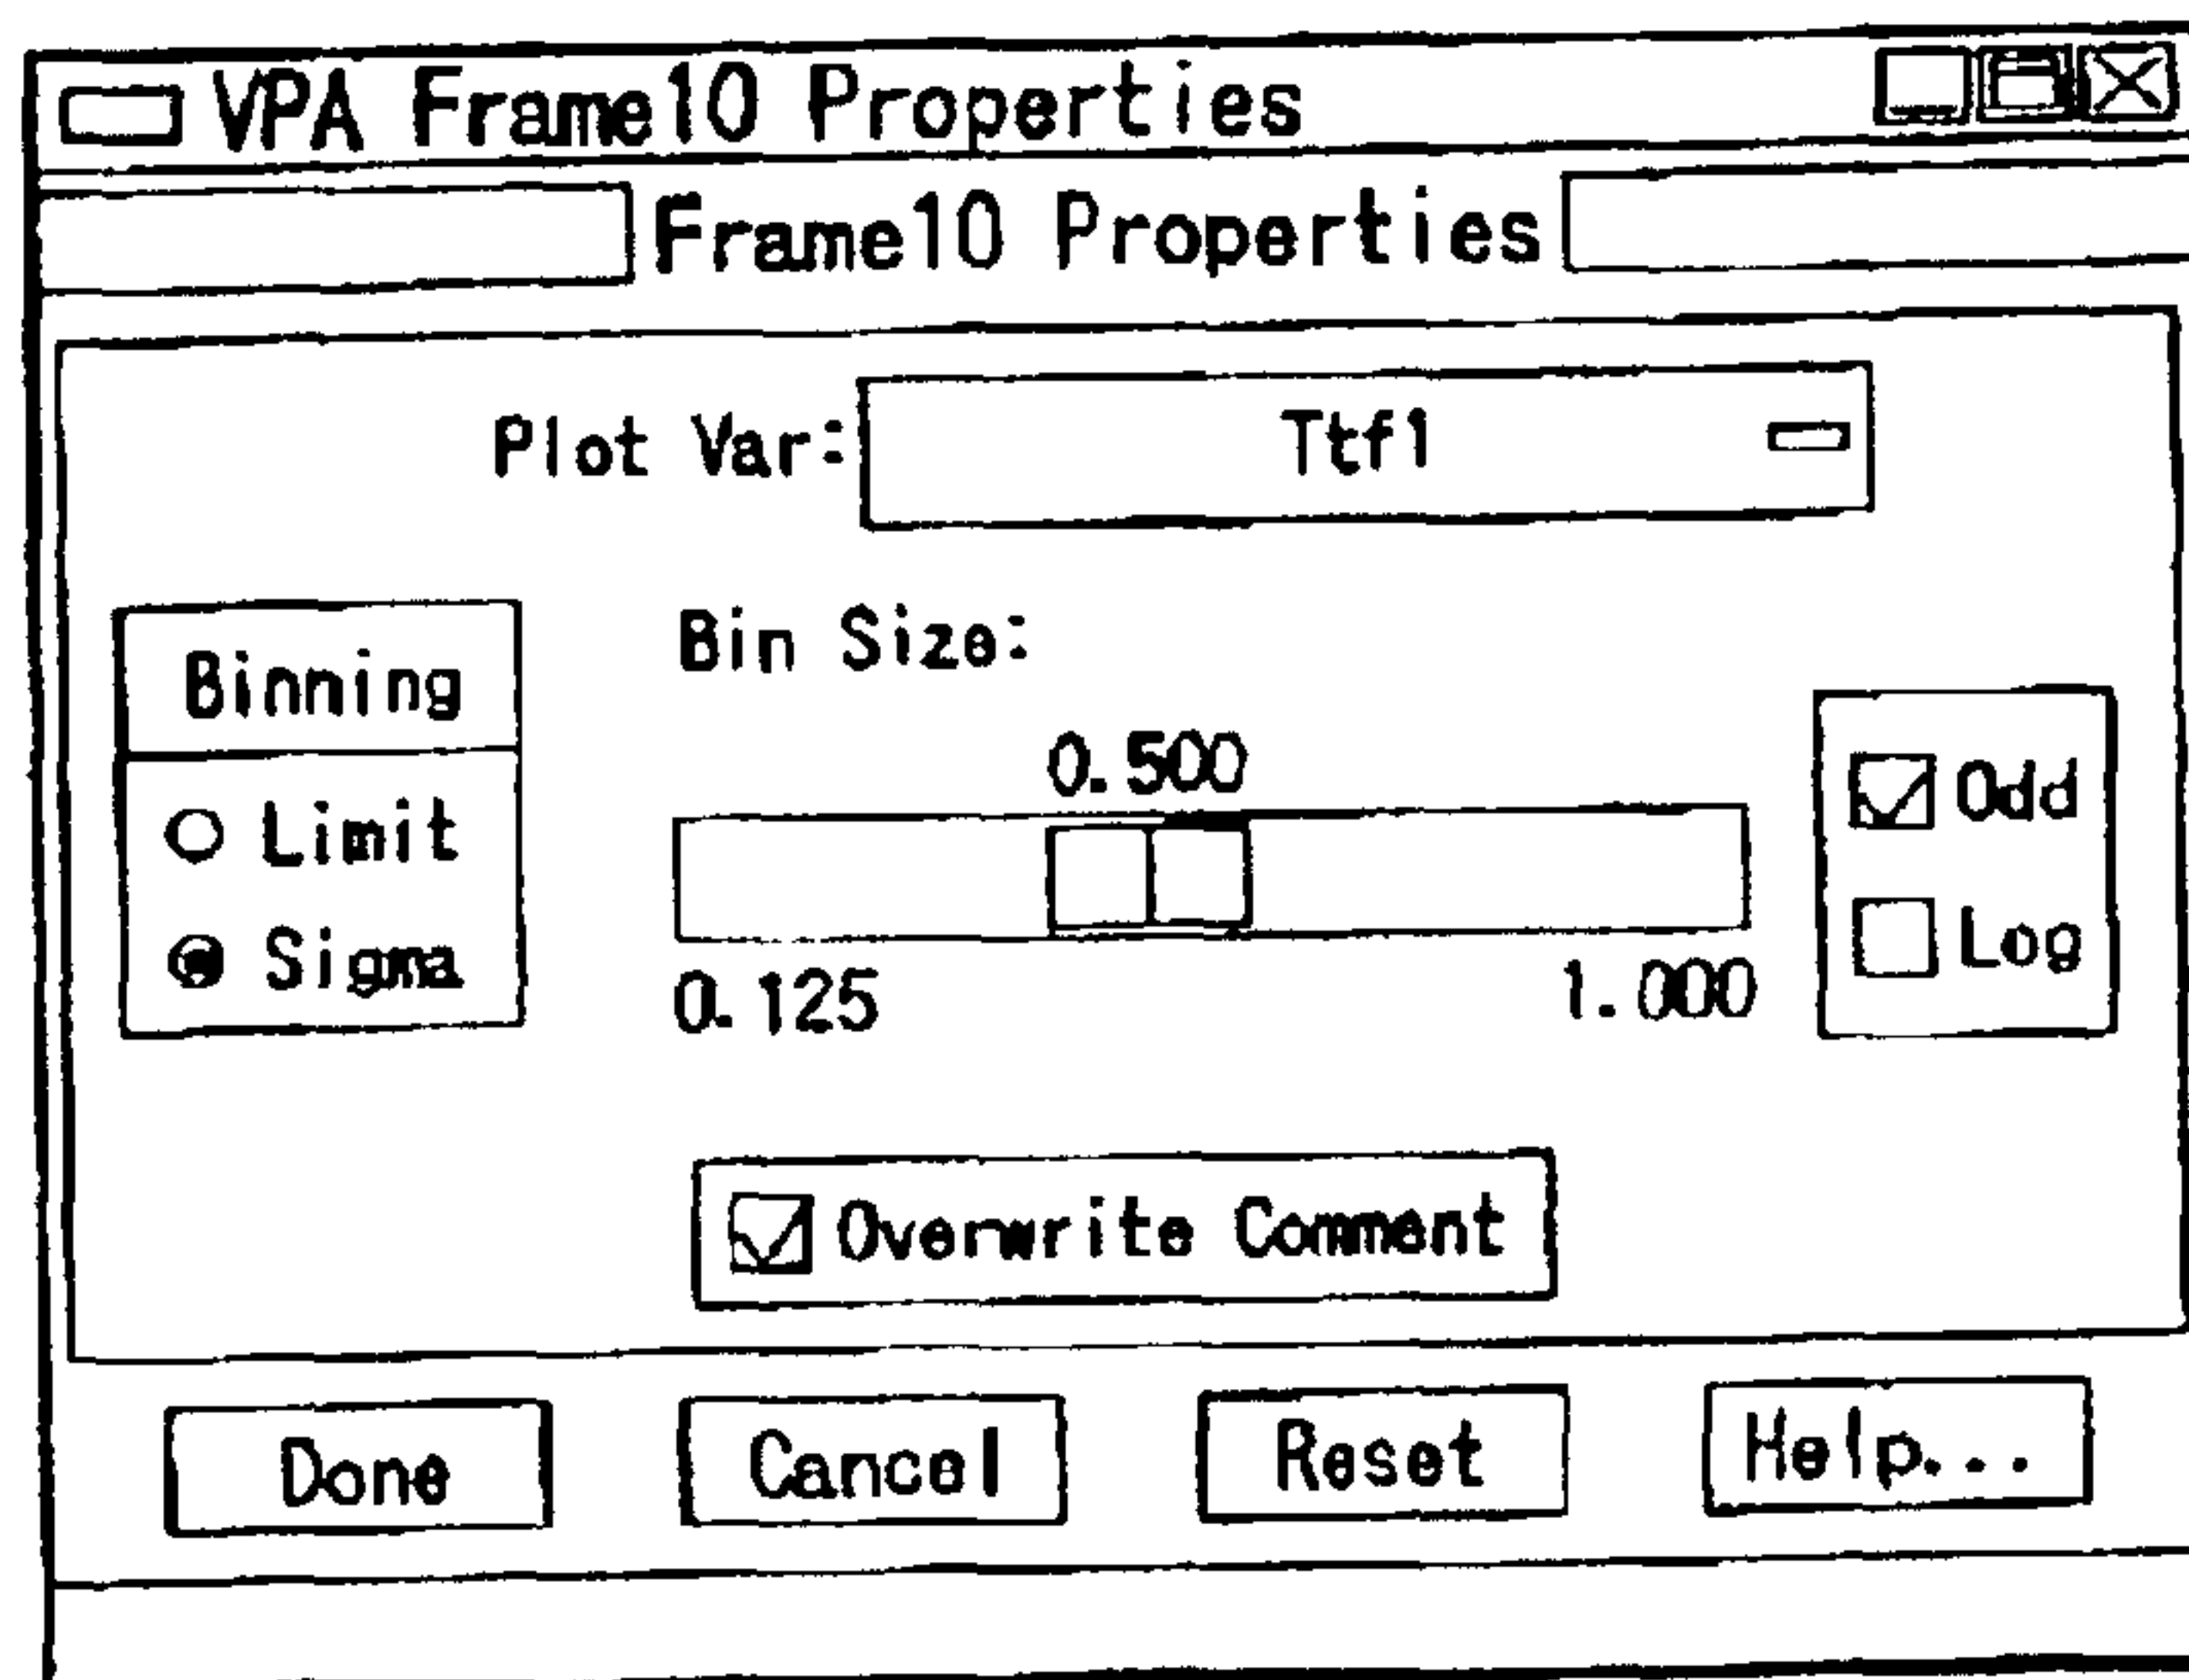 VPA Frame10 Properties
Frame10 Properties
Plot Var: Ttf1
Binning
Limit
Sigma
Bin Size:
0.500
0.125 1.000
Odd
Log
Overwrite Comment
Done Cancel Reset Help...